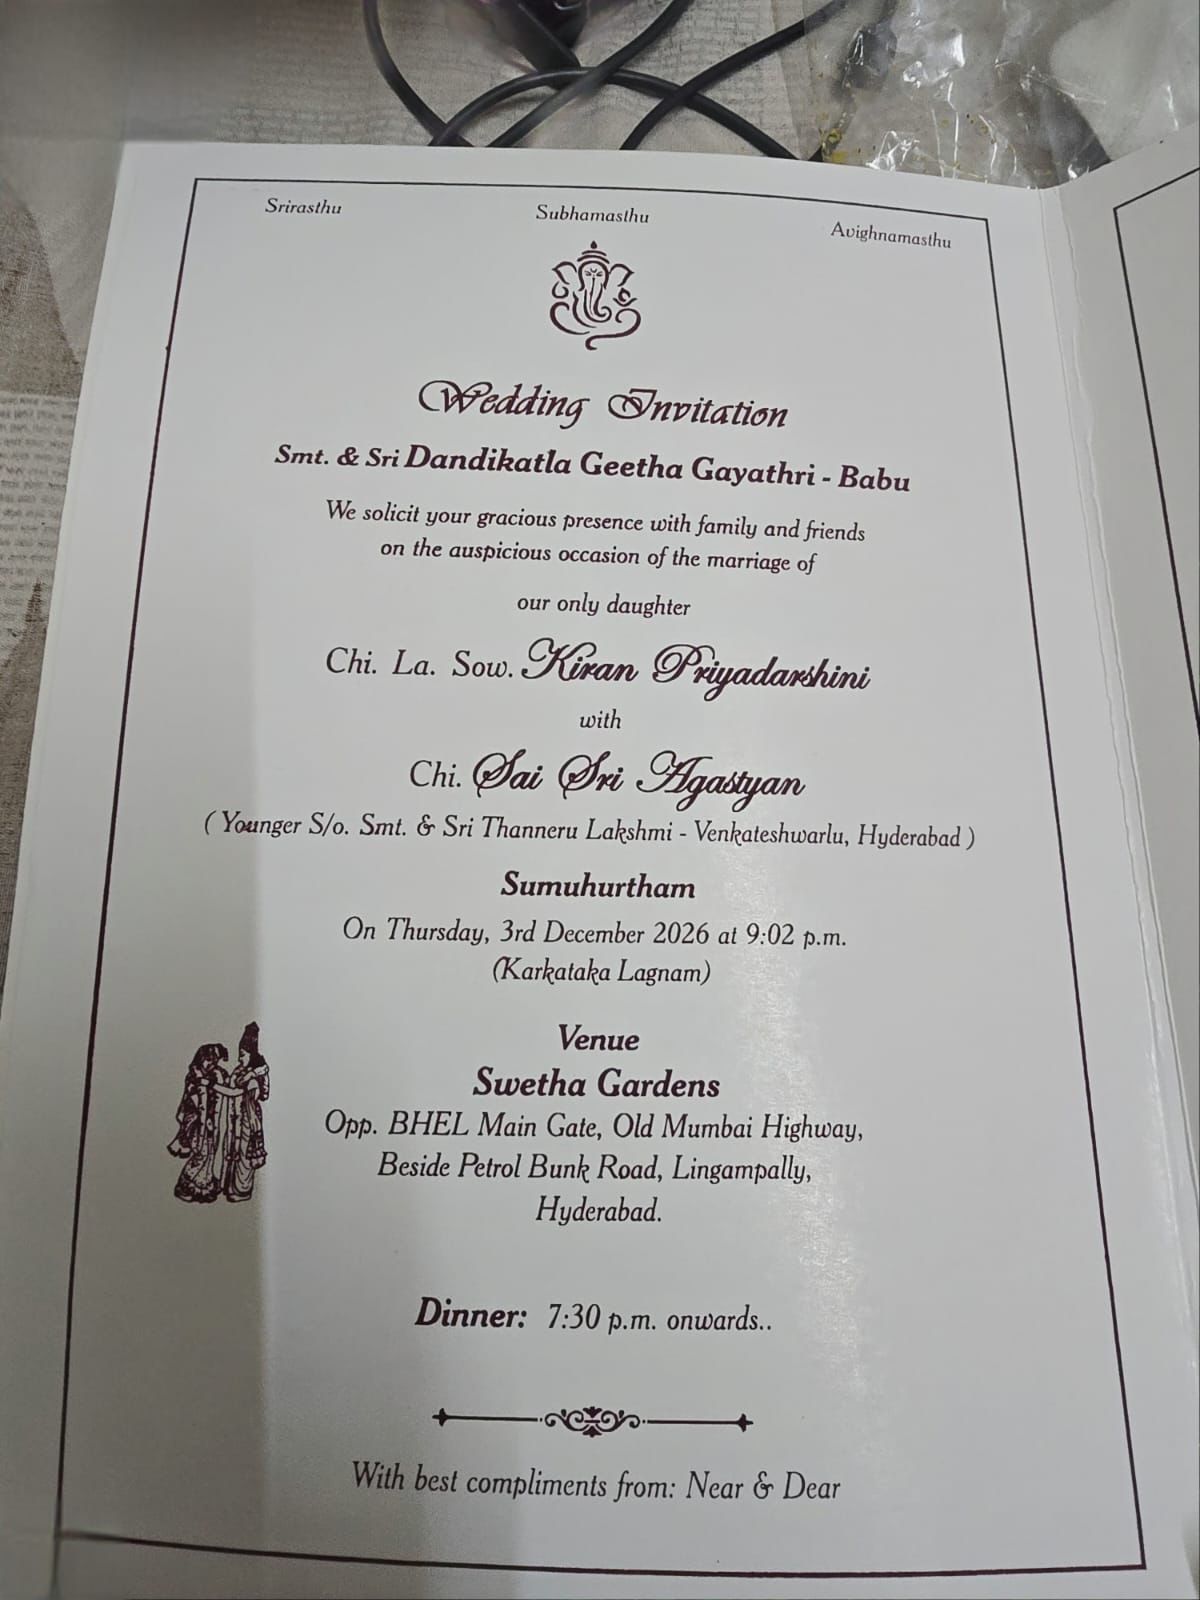 Srirasthu Subhamasthu Avighnamasthu
Wedding Invitation
Smt. & Sri Dandikatla Geetha Gayathri - Babu
We solicit your gracious presence with family and friends
on the auspicious occasion of the marriage of
our only daughter
Chi. La. Sow. Kiran Priyadarshini
with
Chi. Sai Sri Agastyan
( Younger S/o. Smt. & Sri Thanneru Lakshmi - Venkateshwarlu, Hyderabad )
Sumuhurtham
On Thursday, 3rd December 2026 at 9:02 p.m.
(Karkataka Lagnam)
Venue
Swetha Gardens
Opp. BHEL Main Gate, Old Mumbai Highway,
Beside Petrol Bunk Road, Lingampally,
Hyderabad.
Dinner: 7:30 p.m. onwards..
With best compliments from: Near & Dear